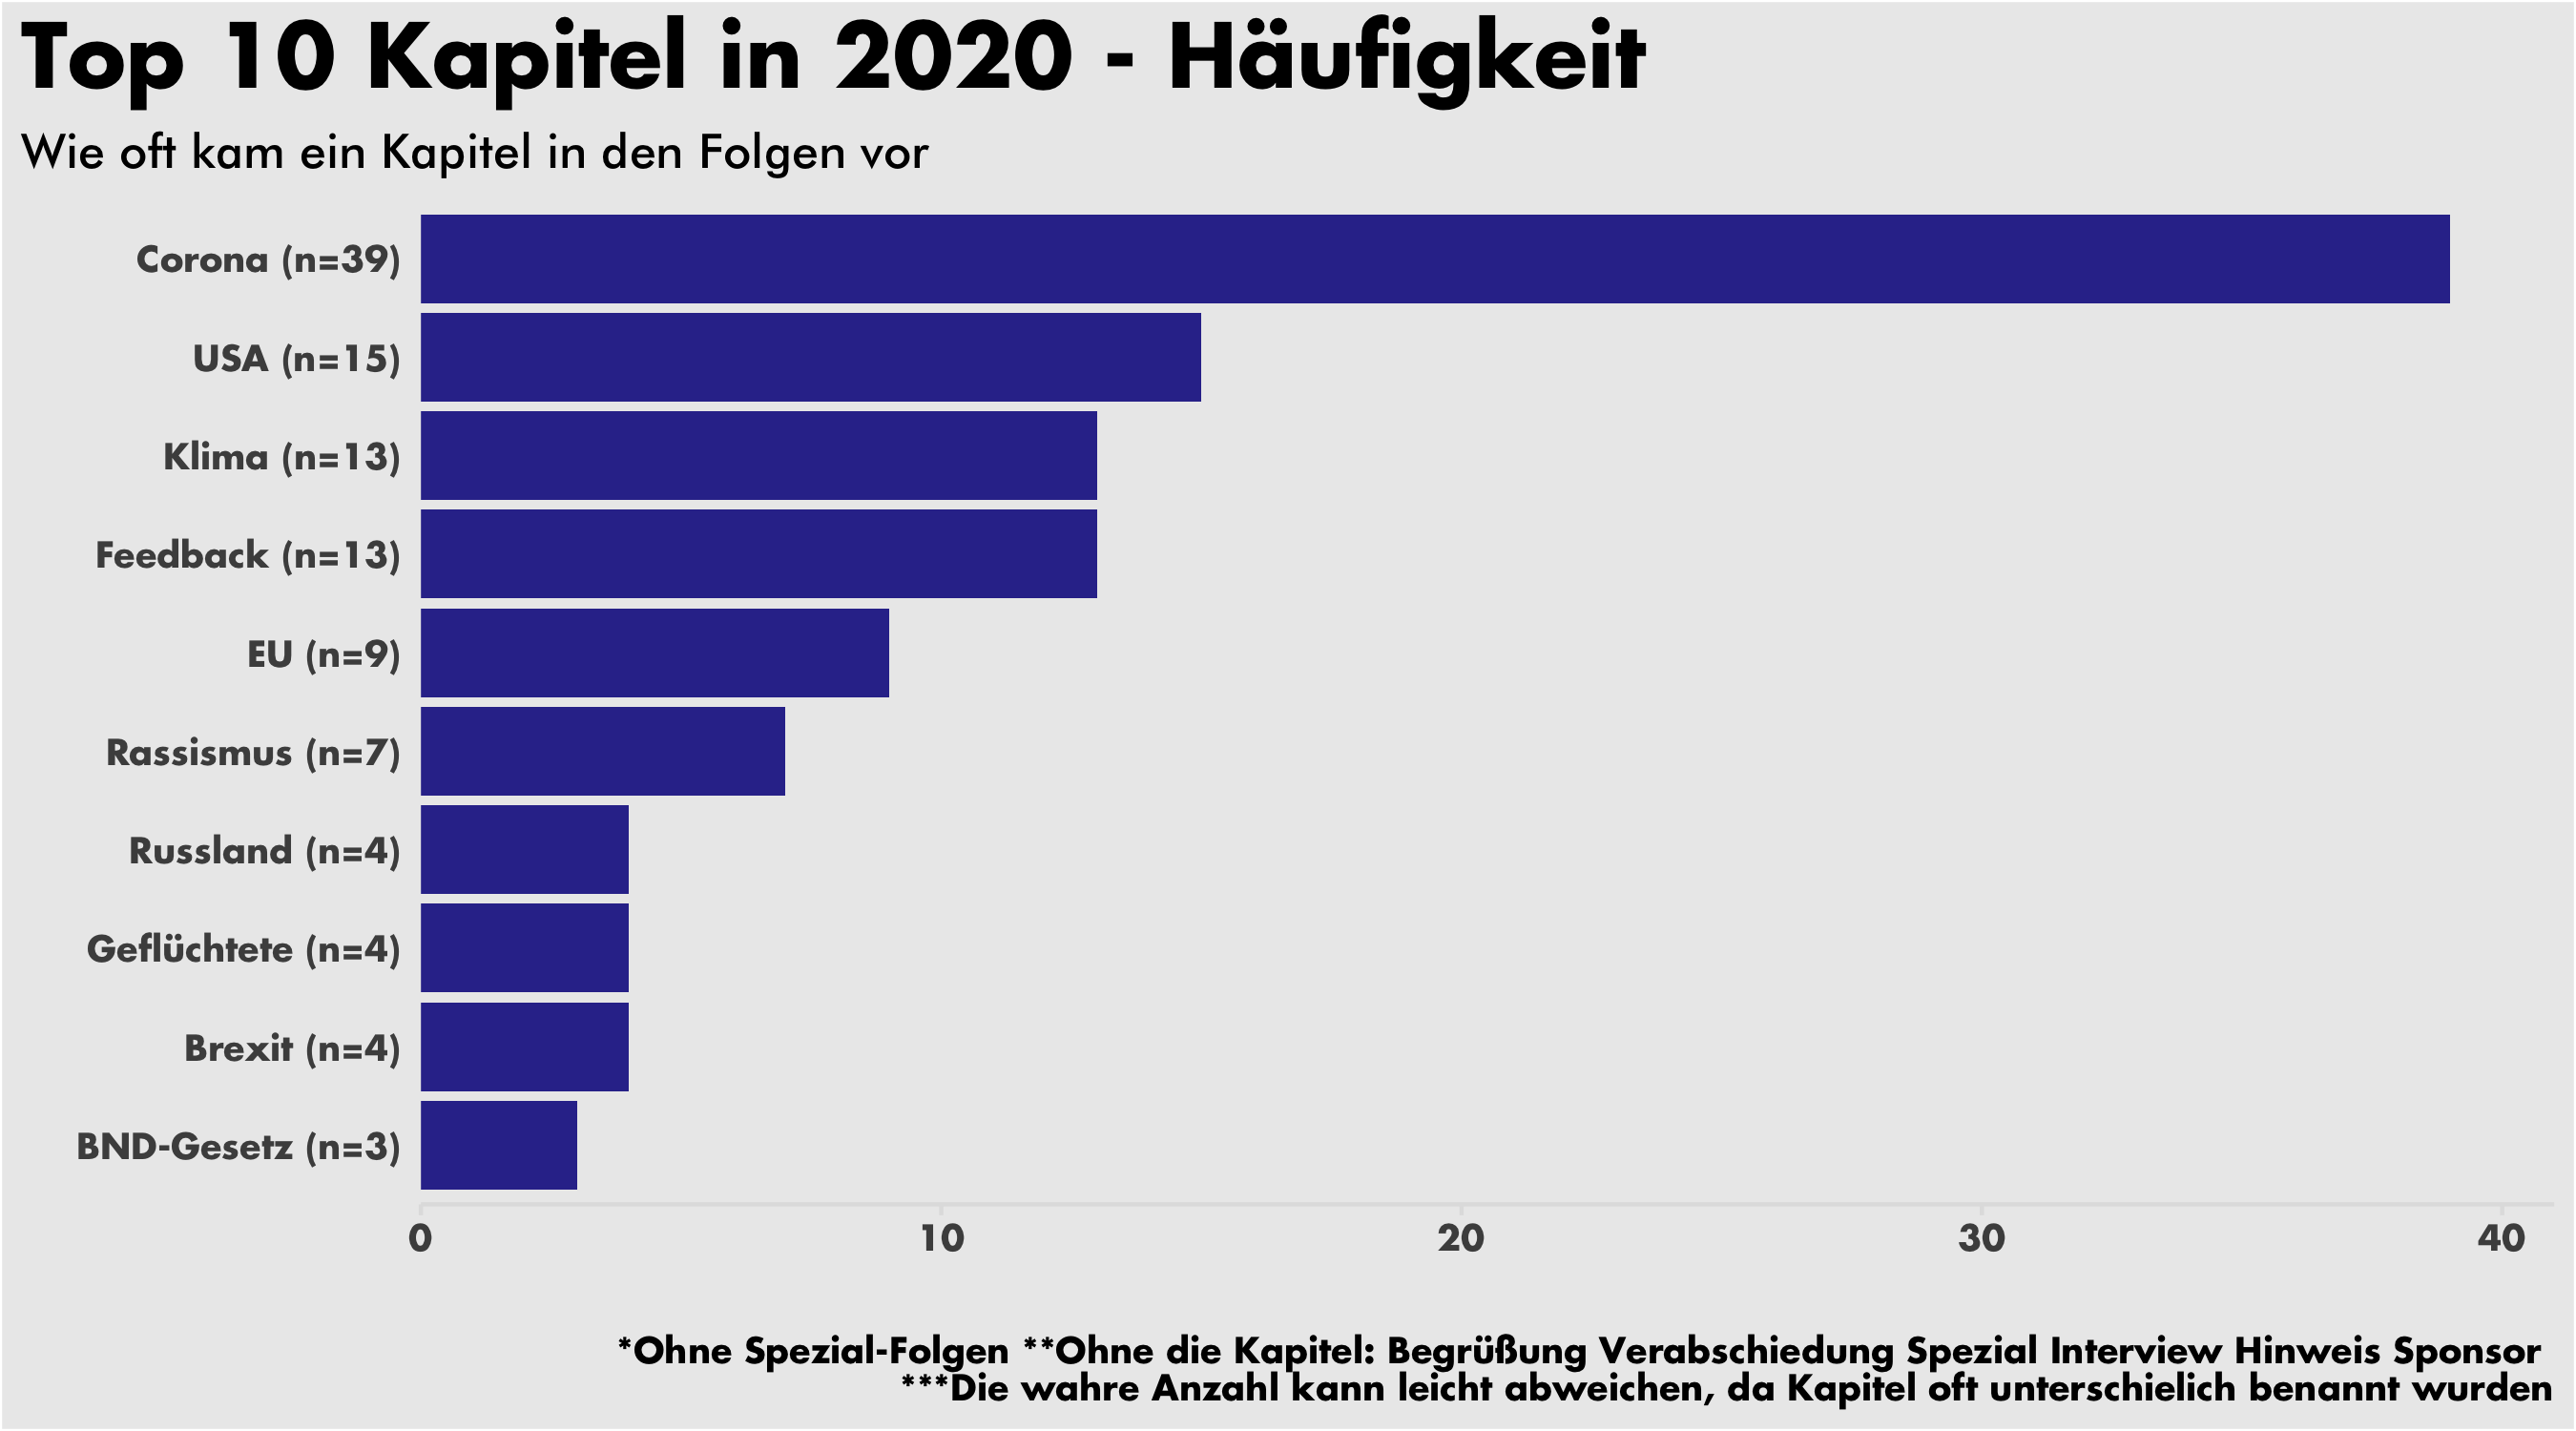 Top 10 Kapitel in 2020 - Häufigkeit
Wie oft kam ein Kapitel in den Folgen vor
Corona (n=39)
USA (n=15)
Klima (n=13)
Feedback (n=13)
EU (n=9)
Rassismus (n=7)
Russland (n=4)
Geflüchtete (n=4)
Brexit (n=4)
BND-Gesetz (n=3)
0 10 20 30 40
*Ohne Spezial-Folgen **Ohne die Kapitel: Begrüßung Verabschiedung Spezial Interview Hinweis Sponsor
***Die wahre Anzahl kann leicht abweichen, da Kapitel oft unterschielich benannt wurden